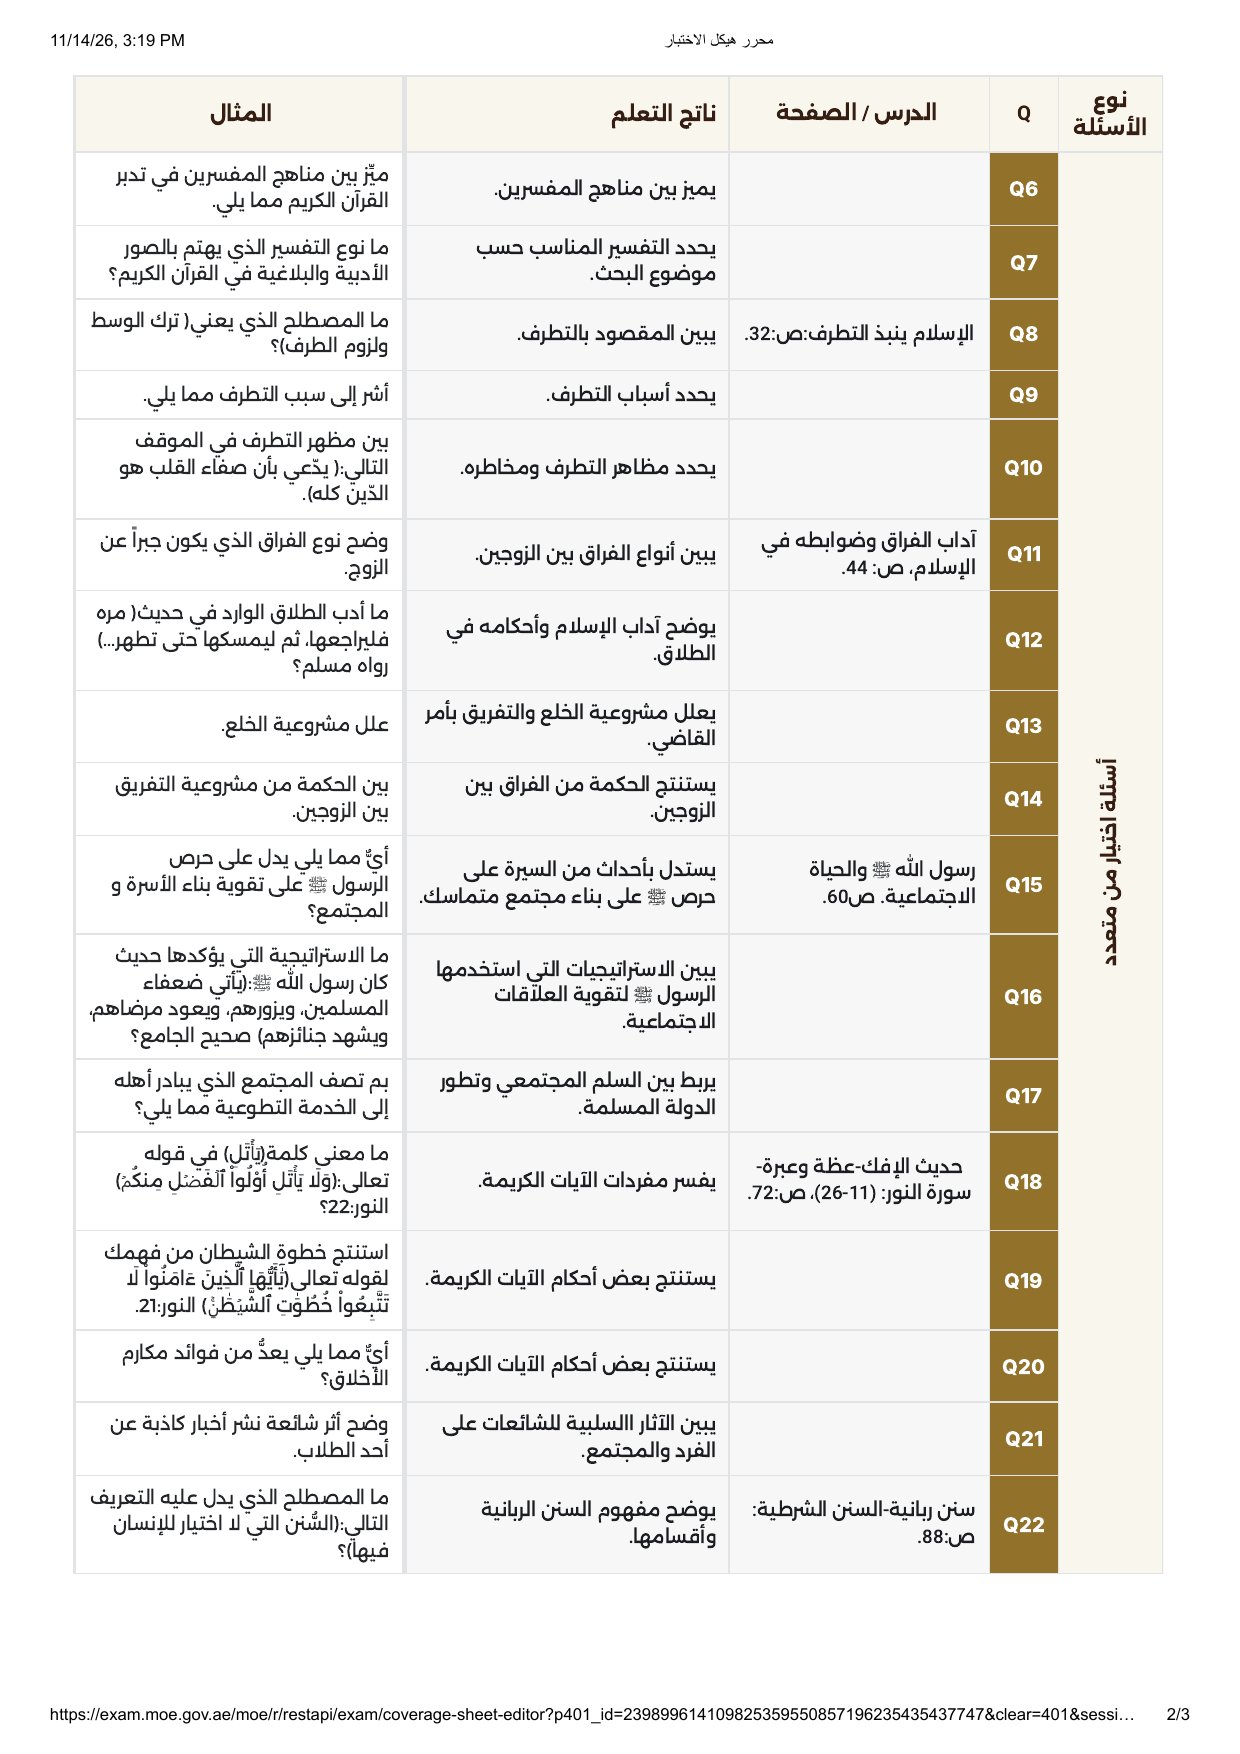 11/14/26, 3:19 PM
محرر هيكل الاختبار
نوع
الأسئلة
Q
الدرس / الصفحة
ناتج التعلم
المثال
أسئلة اختيار من متعدد
Q6
يميز بين مناهج المفسرين.
ميِّز بين مناهج المفسرين في تدبر
القرآن الكريم مما يلي.
Q7
يحدد التفسير المناسب حسب
موضوع البحث.
ما نوع التفسير الذي يهتم بالصور
الأدبية والبلاغية في القرآن الكريم؟
Q8
الإسلام ينبذ التطرف:ص:32.
يبين المقصود بالتطرف.
ما المصطلح الذي يعني( ترك الوسط
ولزوم الطرف)؟
Q9
يحدد أسباب التطرف.
أشر إلى سبب التطرف مما يلي.
Q10
يحدد مظاهر التطرف ومخاطره.
بين مظهر التطرف في الموقف
التالي:( يدّعي بأن صفاء القلب هو
الدّين كله).
Q11
آداب الفراق وضوابطه في
الإسلام، ص: 44.
يبين أنواع الفراق بين الزوجين.
وضح نوع الفراق الذي يكون جبراً عن
الزوج.
Q12
يوضح آداب الإسلام وأحكامه في
الطلاق.
ما أدب الطلاق الوارد في حديث( مره
فليراجعها، ثم ليمسكها حتى تطهر...)
رواه مسلم؟
Q13
يعلل مشروعية الخلع والتفريق بأمر
القاضي.
علل مشروعية الخلع.
Q14
يستنتج الحكمة من الفراق بين
الزوجين.
بين الحكمة من مشروعية التفريق
بين الزوجين.
Q15
رسول الله ﷺ والحياة
الاجتماعية. ص60.
يستدل بأحداث من السيرة على
حرص ﷺ على بناء مجتمع متماسك.
أيٌّ مما يلي يدل على حرص
الرسول ﷺ على تقوية بناء الأسرة و
المجتمع؟
Q16
يبين الاستراتيجيات التي استخدمها
الرسول ﷺ لتقوية العلاقات
الاجتماعية.
ما الاستراتيجية التي يؤكدها حديث
كان رسول الله ﷺ:(يأتي ضعفاء
المسلمين، ويزورهم، ويعود مرضاهم،
ويشهد جنائزهم) صحيح الجامع؟
Q17
يربط بين السلم المجتمعي وتطور
الدولة المسلمة.
بم تصف المجتمع الذي يبادر أهله
إلى الخدمة التطوعية مما يلي؟
Q18
حديث الإفك-عظة وعبرة-
سورة النور: (11-26)، ص:72.
يفسر مفردات الآيات الكريمة.
ما معنى كلمة(يَأۡتَلِ) في قوله
تعالى:(وَلَا يَأۡتَلِ أُوْلُواْ ٱلۡفَضۡلِ مِنكُمۡ)
النور:22؟
Q19
يستنتج بعض أحكام الآيات الكريمة.
استنتج خطوة الشيطان من فهمك
لقوله تعالى(يَٰٓأَيُّهَا ٱلَّذِينَ ءَامَنُواْ لَا
تَتَّبِعُواْ خُطُوَٰتِ ٱلشَّيۡطَٰنِۚ) النور:21.
Q20
يستنتج بعض أحكام الآيات الكريمة.
أيٌّ مما يلي يعدُّ من فوائد مكارم
الأخلاق؟
Q21
يبين الآثار االسلبية للشائعات على
الفرد والمجتمع.
وضح أثر شائعة نشر أخبار كاذبة عن
أحد الطلاب.
Q22
سنن ربانية-السنن الشرطية:
ص:88.
يوضح مفهوم السنن الربانية
وأقسامها.
ما المصطلح الذي يدل عليه التعريف
التالي:(السُّنن التي لا اختيار للإنسان
فيها)؟
https://exam.moe.gov.ae/moe/r/restapi/exam/coverage-sheet-editor?p401_id=239899614109825359550857196235435437747&clear=401&sessi…
2/3